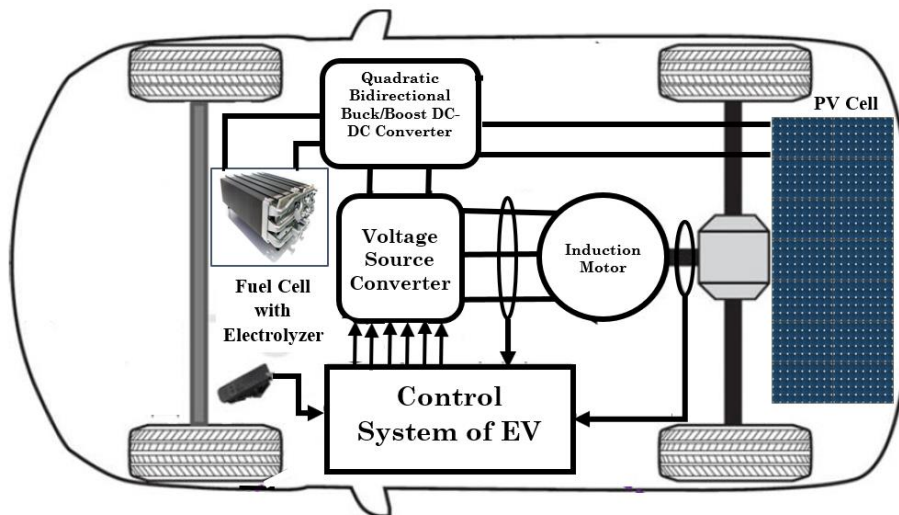 Quadratic
Bidirectional
Buck/Boost DC-
DC Converter
PV Cell
Voltage
Source
Converter
Induction
Motor
Fuel Cell
with
Electrolyzer
Control
System of EV